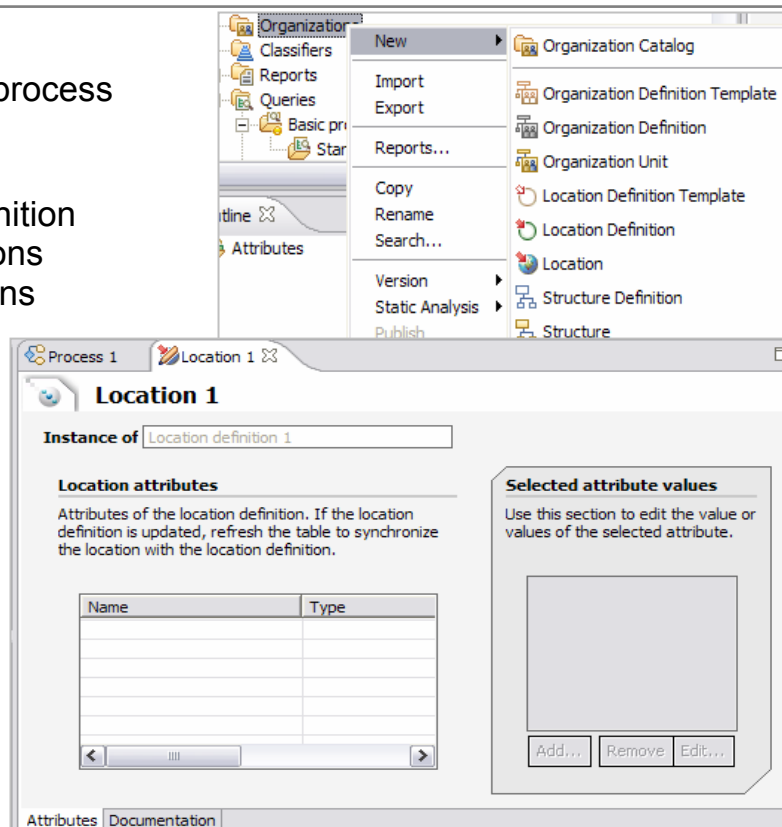 process
nition
ons
ns
Organizations
Classifiers
Reports
Queries
Basic pr
Star
utline
Attributes
New
Import
Export
Reports...
Copy
Rename
Search...
Version
Static Analysis
Publish
Organization Catalog
Organization Definition Template
Organization Definition
Organization Unit
Location Definition Template
Location Definition
Location
Structure Definition
Structure
Process 1
Location 1
Location 1
Instance of Location definition 1
Location attributes
Attributes of the location definition. If the location
definition is updated, refresh the table to synchronize
the location with the location definition.
Name Type
Selected attribute values
Use this section to edit the value or
values of the selected attribute.
Add... Remove Edit...
Attributes Documentation